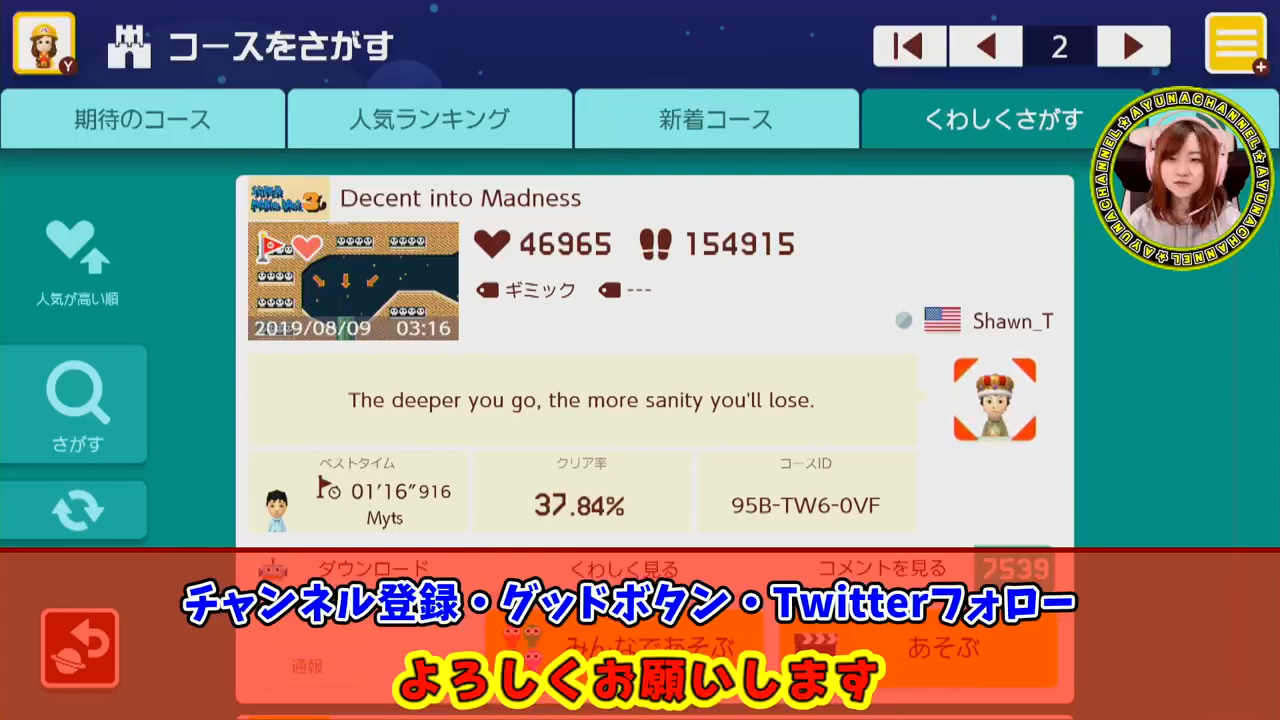 コースをさがす
2
Y
+
期待のコース
人気ランキング
新着コース
くわしくさがす
★AYUNACHANNEL★AYUNACHANNEL★AYUNACHANNEL
SUPER MARIO BROS. 3
Decent into Madness
46965
154915
ギミック
---
2019/08/09 03:16
Shawn_T
人気が高い順
The deeper you go, the more sanity you'll lose.
さがす
ベストタイム
01'16"916
Myts
クリア率
37.84%
コースID
95B-TW6-0VF
ダウンロード
くわしく見る
コメントを見る
7539
チャンネル登録・グッドボタン・Twitterフォロー
みんなであそぶ
あそぶ
通報
よろしくお願いします